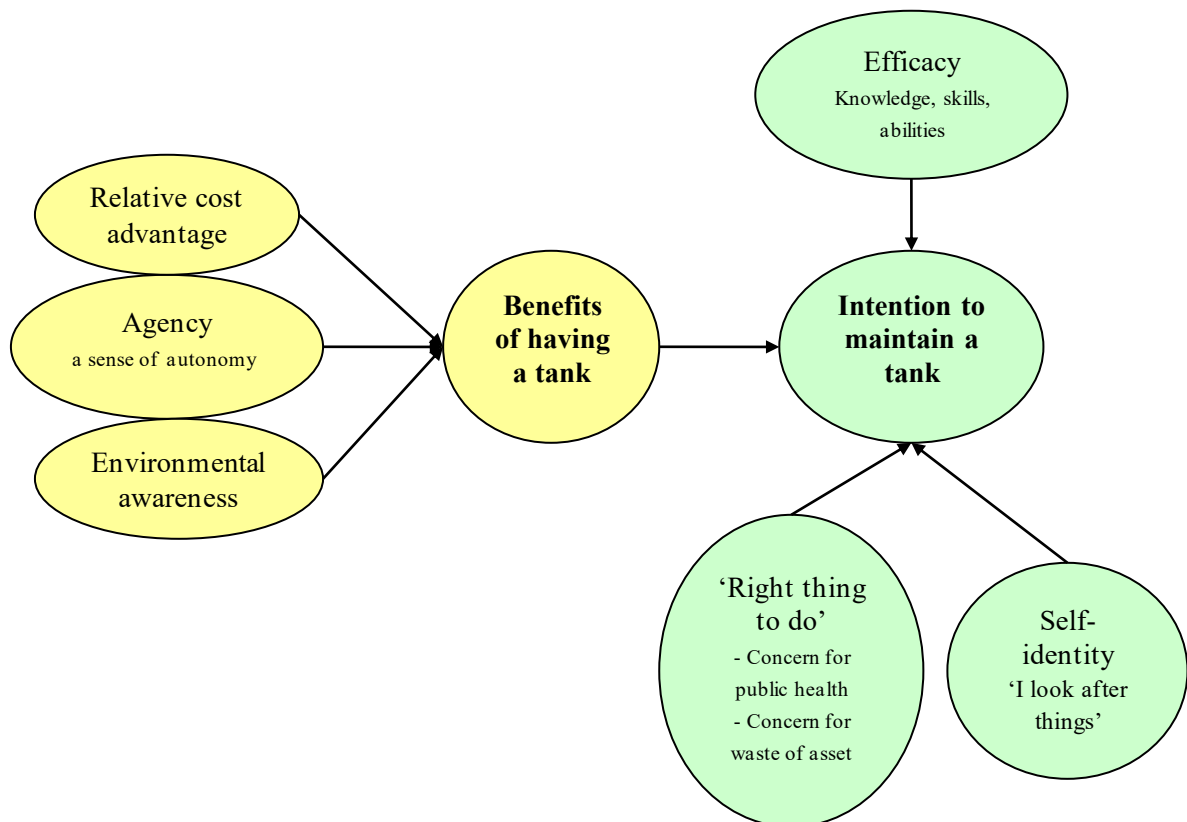 Efficacy
Knowledge, skills,
abilities
Relative cost
advantage
Agency
a sense of autonomy
Environmental
awareness
Benefits
of having
a tank
Intention to
maintain a
tank
‘Right thing
to do’
- Concern for
public health
- Concern for
waste of asset
Self-
identity
‘I look after
things’